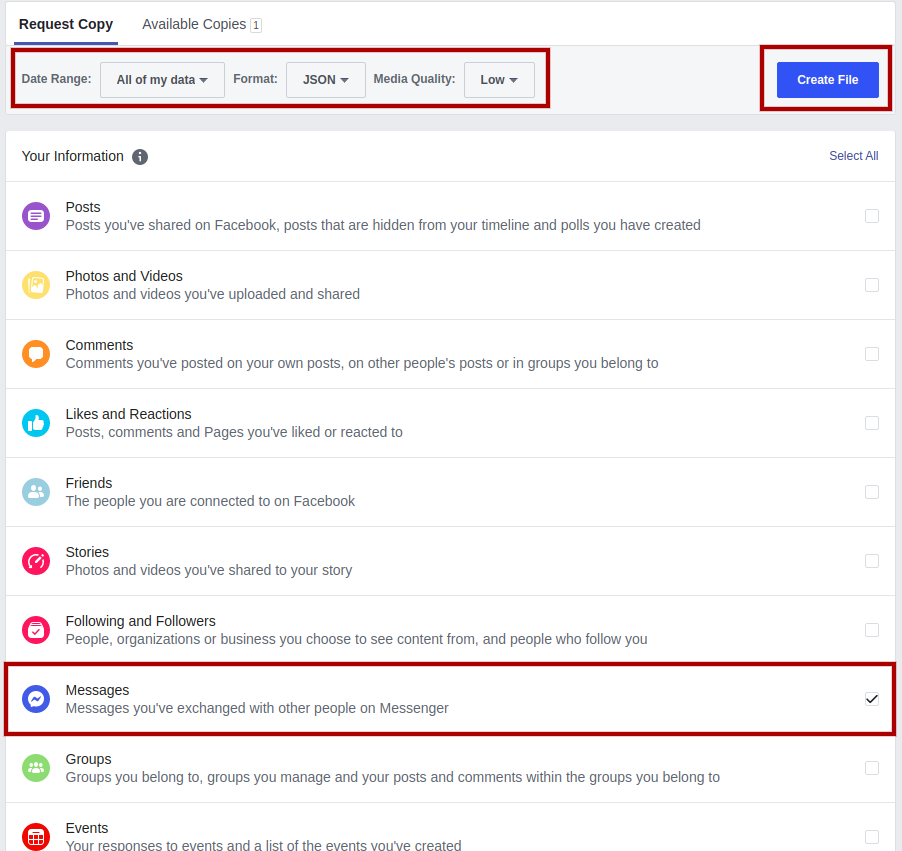 Request Copy Available Copies 1
Date Range: All of my data Format: JSON Media Quality: Low Create File
Your Information Select All
Posts
Posts you've shared on Facebook, posts that are hidden from your timeline and polls you have created
Photos and Videos
Photos and videos you've uploaded and shared
Comments
Comments you've posted on your own posts, on other people's posts or in groups you belong to
Likes and Reactions
Posts, comments and Pages you've liked or reacted to
Friends
The people you are connected to on Facebook
Stories
Photos and videos you've shared to your story
Following and Followers
People, organizations or business you choose to see content from, and people who follow you
Messages
Messages you've exchanged with other people on Messenger
Groups
Groups you belong to, groups you manage and your posts and comments within the groups you belong to
Events
Your responses to events and a list of the events you've created